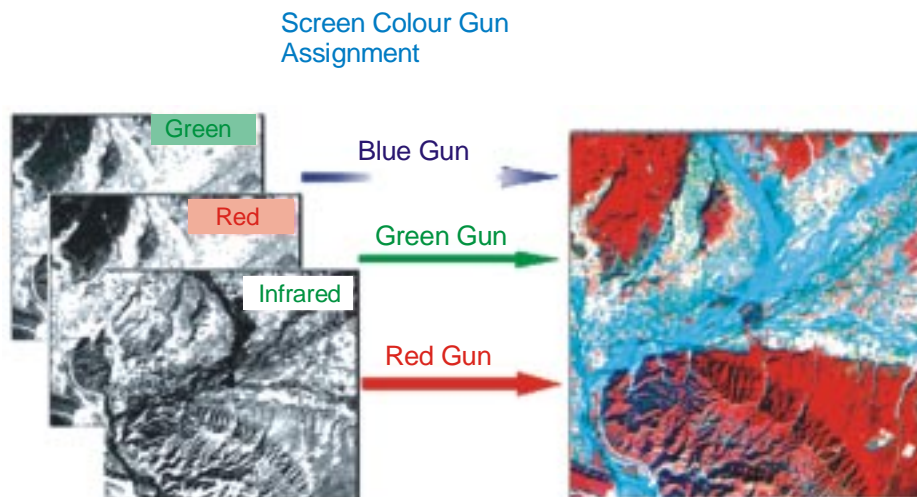 Screen Colour Gun
Assignment
Green
Blue Gun
Red
Green Gun
Infrared
Red Gun